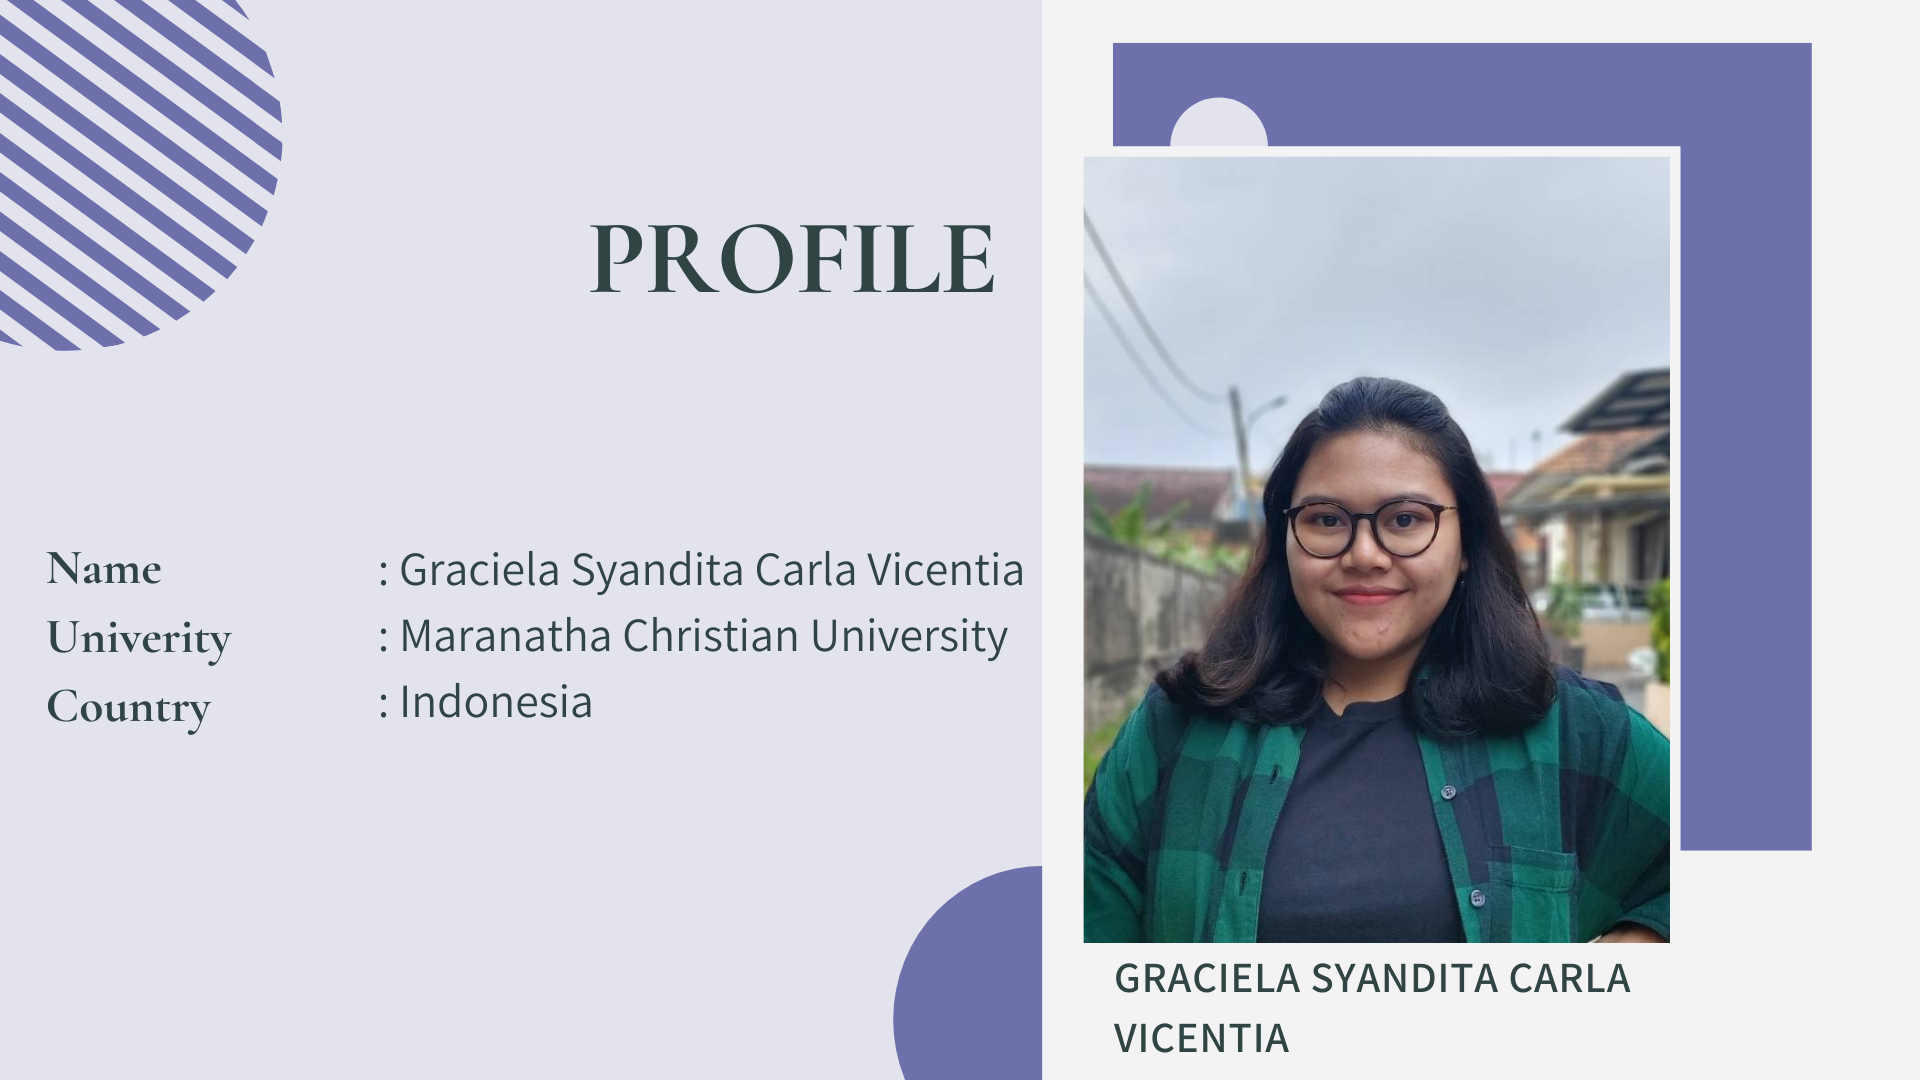 PROFILE
Name : Graciela Syandita Carla Vicentia
Univerity : Maranatha Christian University
Country : Indonesia
GRACIELA SYANDITA CARLA
VICENTIA